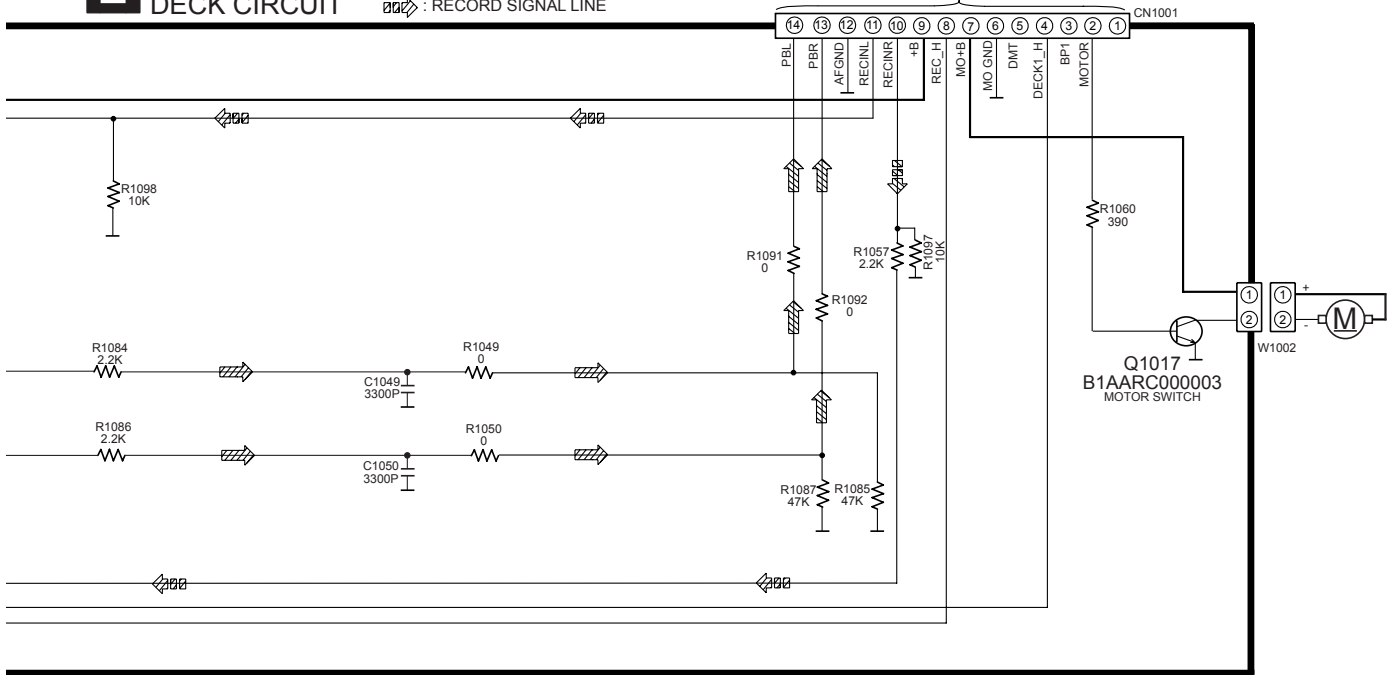 DECK CIRCUIT
: RECORD SIGNAL LINE
CN1001
14 13 12 11 10 9 8 7 6 5 4 3 2 1
PBL
PBR
AFGND
RECINL
RECINR
+B
REC_H
MO+B
MO GND
DMT
DECK1_H
BP1
MOTOR
R1098
10K
R1060
390
R1091
0
R1057
2.2K
R1097
10K
R1092
0
1
2
1
2
+
-
M
W1002
Q1017
B1AARC000003
MOTOR SWITCH
R1084
2.2K
C1049
3300P
R1049
0
R1086
2.2K
C1050
3300P
R1050
0
R1087
47K
R1085
47K